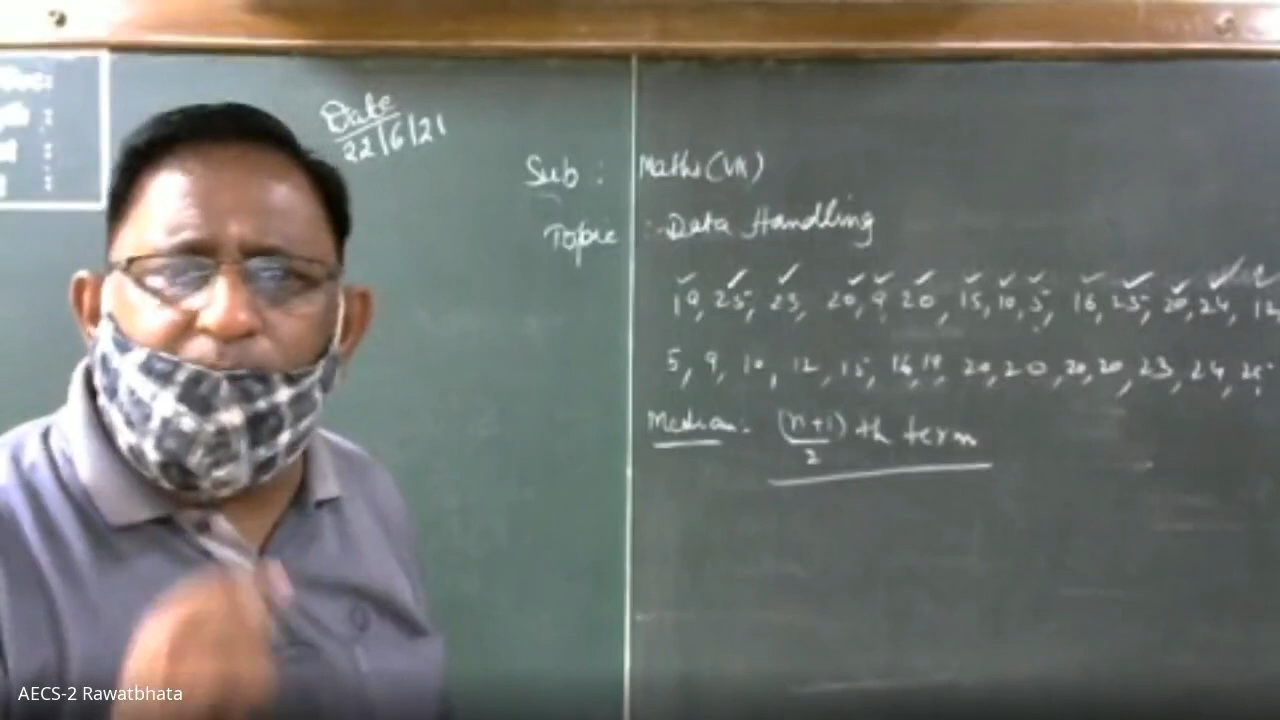 Date
22/6/21
Sub : Maths (VII)
Topic : Data Handling
19, 25, 23, 20, 9, 20, 15, 10, 5, 16, 25, 20, 24, 12,
5, 9, 10, 12, 15, 16, 19, 20, 20, 20, 20, 23, 24, 25,
Median : (n+1)/2 th term
AECS-2 Rawatbhata